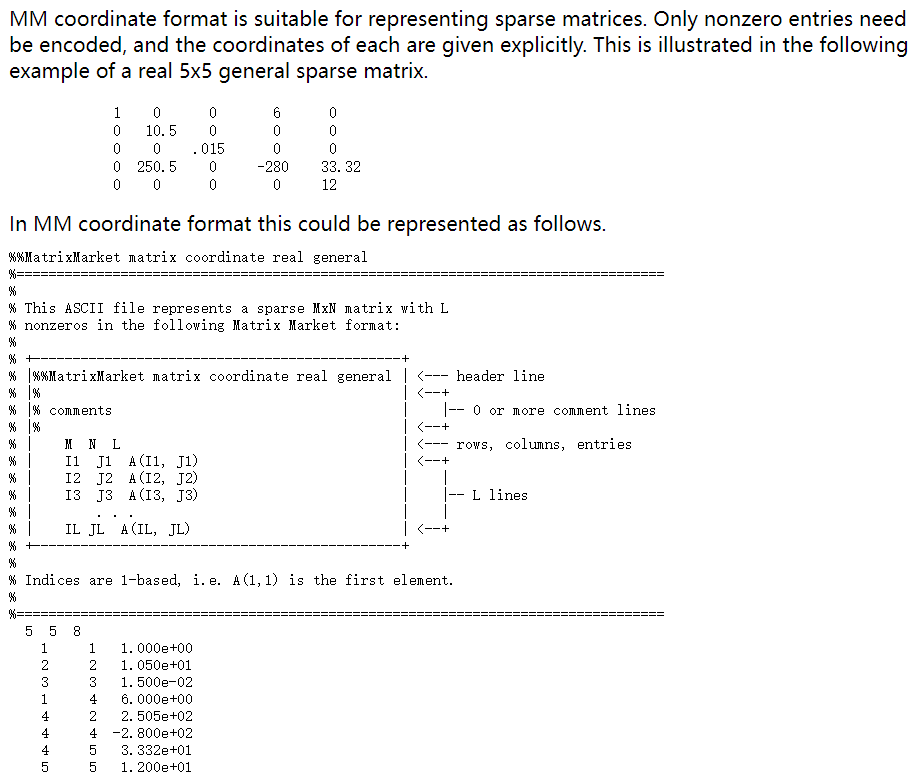 MM coordinate format is suitable for representing sparse matrices. Only nonzero entries need
be encoded, and the coordinates of each are given explicitly. This is illustrated in the following
example of a real 5x5 general sparse matrix.
1 0 0 6 0
0 10.5 0 0 0
0 0 .015 0 0
0 250.5 0 -280 33.32
0 0 0 0 12
In MM coordinate format this could be represented as follows.
%%MatrixMarket matrix coordinate real general
%=================================================================================
%
% This ASCII file represents a sparse MxN matrix with L
% nonzeros in the following Matrix Market format:
%
% +----------------------------------------------+
% |%%MatrixMarket matrix coordinate real general | <--- header line
% |% | <--+
% |% comments | |-- 0 or more comment lines
% |% | <--+
% | M N L | <--- rows, columns, entries
% | I1 J1 A(I1, J1) | <--+
% | I2 J2 A(I2, J2) | |
% | I3 J3 A(I3, J3) | |-- L lines
% | . . . | |
% | IL JL A(IL, JL) | <--+
% +----------------------------------------------+
%
% Indices are 1-based, i.e. A(1,1) is the first element.
%
%=================================================================================
5 5 8
1 1 1.000e+00
2 2 1.050e+01
3 3 1.500e-02
1 4 6.000e+00
4 2 2.505e+02
4 4 -2.800e+02
4 5 3.332e+01
5 5 1.200e+01